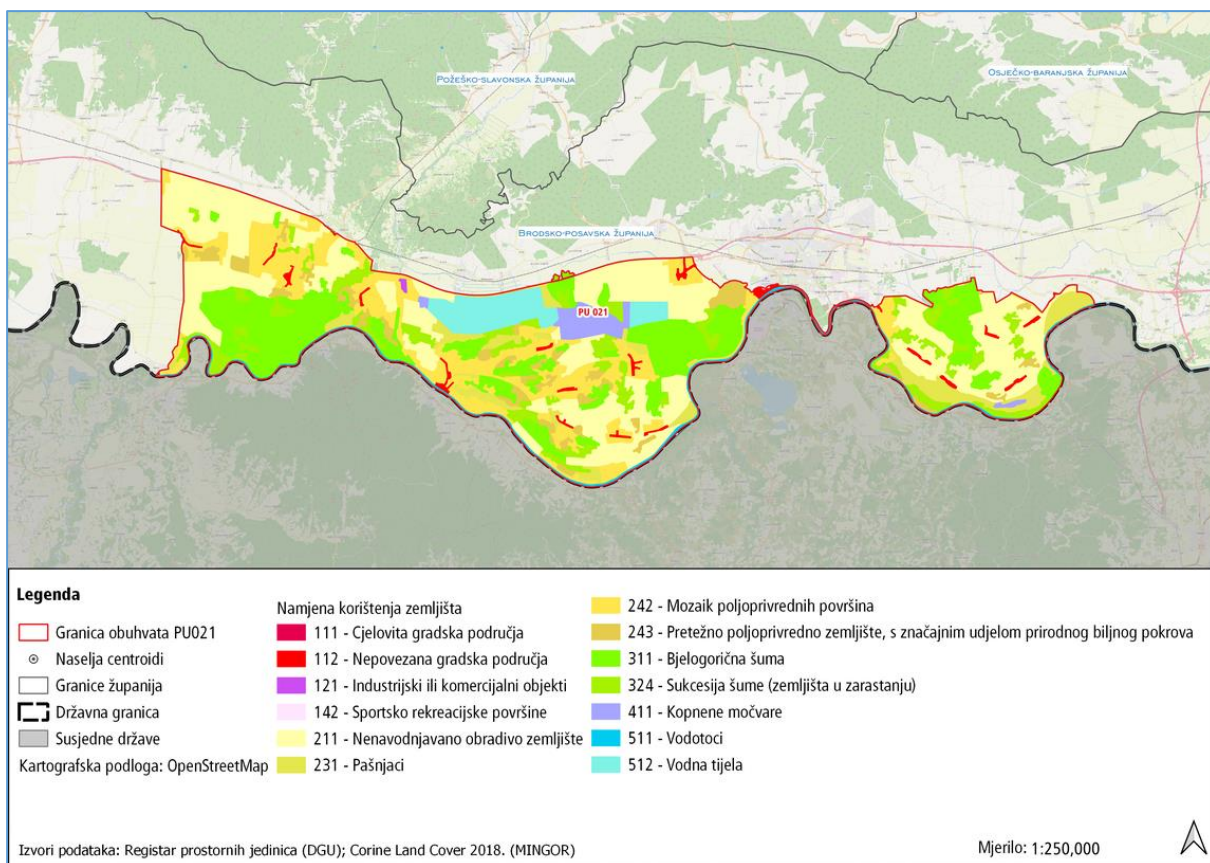 POŽEŠKO-SLAVONSKA ŽUPANIJA
OSJEČKO-BARANJSKA ŽUPANIJA
BRODSKO-POSAVSKA ŽUPANIJA
PU 021
Legenda
Granica obuhvata PU021
Naselja centroidi
Granice županija
Državna granica
Susjedne države
Kartografska podloga: OpenStreetMap
Namjena korištenja zemljišta
111 - Cjelovita gradska područja
112 - Nepovezana gradska područja
121 - Industrijski ili komercijalni objekti
142 - Sportsko rekreacijske površine
211 - Nenavodnjavano obradivo zemljište
231 - Pašnjaci
242 - Mozaik poljoprivrednih površina
243 - Pretežno poljoprivredno zemljište, s značajnim udjelom prirodnog biljnog pokrova
311 - Bjelogorična šuma
324 - Sukcesija šume (zemljišta u zarastanju)
411 - Kopnene močvare
511 - Vodotoci
512 - Vodna tijela
Izvori podataka: Registar prostornih jedinica (DGU); Corine Land Cover 2018. (MINGOR)
Mjerilo: 1:250,000